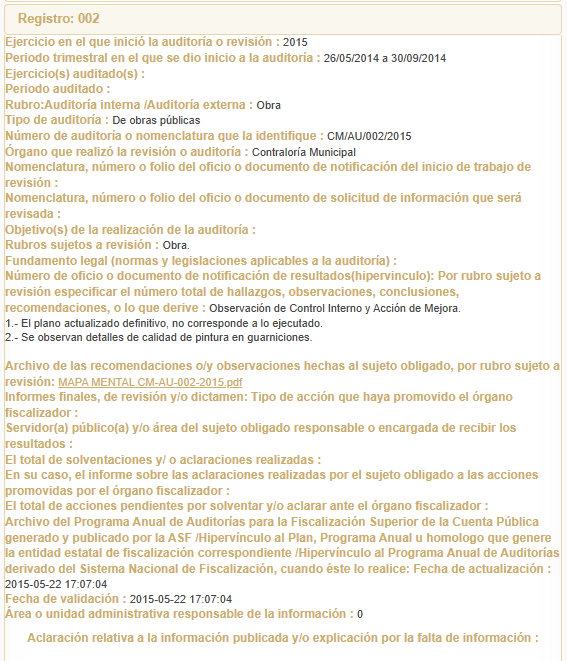 Registro: 002
Ejercicio en el que inició la auditoría o revisión : 2015
Periodo trimestral en el que se dio inicio a la auditoría : 26/05/2014 a 30/09/2014
Ejercicio(s) auditado(s) :
Periodo auditado :
Rubro:Auditoría interna /Auditoría externa : Obra
Tipo de auditoría : De obras públicas
Número de auditoría o nomenclatura que la identifique : CM/AU/002/2015
Órgano que realizó la revisión o auditoría : Contraloría Municipal
Nomenclatura, número o folio del oficio o documento de notificación del inicio de trabajo de
revisión :
Nomenclatura, número o folio del oficio o documento de solicitud de información que será
revisada :
Objetivo(s) de la realización de la auditoría :
Rubros sujetos a revisión : Obra.
Fundamento legal (normas y legislaciones aplicables a la auditoría) :
Número de oficio o documento de notificación de resultados(hipervinculo): Por rubro sujeto a
revisión especificar el número total de hallazgos, observaciones, conclusiones,
recomendaciones, o lo que derive : Observación de Control Interno y Acción de Mejora.
1.- El plano actualizado definitivo, no corresponde a lo ejecutado.
2.- Se observan detalles de calidad de pintura en guarniciones.
Archivo de las recomendaciones o/y observaciones hechas al sujeto obligado, por rubro sujeto a
revisión: MAPA MENTAL CM-AU-002-2015.pdf
Informes finales, de revisión y/o dictamen: Tipo de acción que haya promovido el órgano
fiscalizador :
Servidor(a) público(a) y/o área del sujeto obligado responsable o encargada de recibir los
resultados :
El total de solventaciones y/ o aclaraciones realizadas :
En su caso, el informe sobre las aclaraciones realizadas por el sujeto obligado a las acciones
promovidas por el órgano fiscalizador :
El total de acciones pendientes por solventar y/o aclarar ante el órgano fiscalizador :
Archivo del Programa Anual de Auditorías para la Fiscalización Superior de la Cuenta Pública
generado y publicado por la ASF /Hipervínculo al Plan, Programa Anual u homologo que genere
la entidad estatal de fiscalización correspondiente /Hipervínculo al Programa Anual de Auditorías
derivado del Sistema Nacional de Fiscalización, cuando éste lo realice: Fecha de actualización :
2015-05-22 17:07:04
Fecha de validación : 2015-05-22 17:07:04
Área o unidad administrativa responsable de la información : 0
Aclaración relativa a la información publicada y/o explicación por la falta de información :